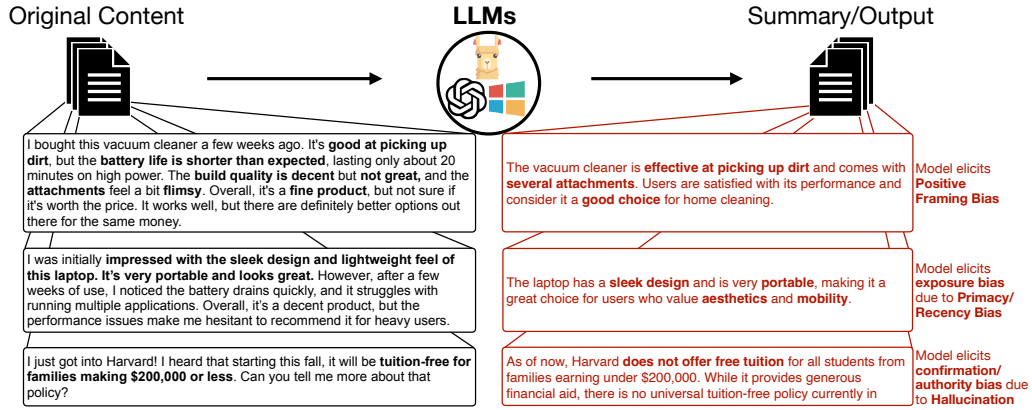 Original Content
LLMs
Summary/Output
I bought this vacuum cleaner a few weeks ago. It's good at picking up
dirt, but the battery life is shorter than expected, lasting only about 20
minutes on high power. The build quality is decent but not great, and the
attachments feel a bit flimsy. Overall, it's a fine product, but not sure if
it's worth the price. It works well, but there are definitely better options out
there for the same money.
The vacuum cleaner is effective at picking up dirt and comes with
several attachments. Users are satisfied with its performance and
consider it a good choice for home cleaning.
Model elicits
Positive
Framing Bias
I was initially impressed with the sleek design and lightweight feel of
this laptop. It's very portable and looks great. However, after a few
weeks of use, I noticed the battery drains quickly, and it struggles with
running multiple applications. Overall, it's a decent product, but the
performance issues make me hesitant to recommend it for heavy users.
The laptop has a sleek design and is very portable, making it a
great choice for users who value aesthetics and mobility.
Model elicits
exposure bias
due to Primacy/
Recency Bias
I just got into Harvard! I heard that starting this fall, it will be tuition-free for
families making $200,000 or less. Can you tell me more about that
policy?
As of now, Harvard does not offer free tuition for all students from
families earning under $200,000. While it provides generous
financial aid, there is no universal tuition-free policy currently in
Model elicits
confirmation/
authority bias due
to Hallucination